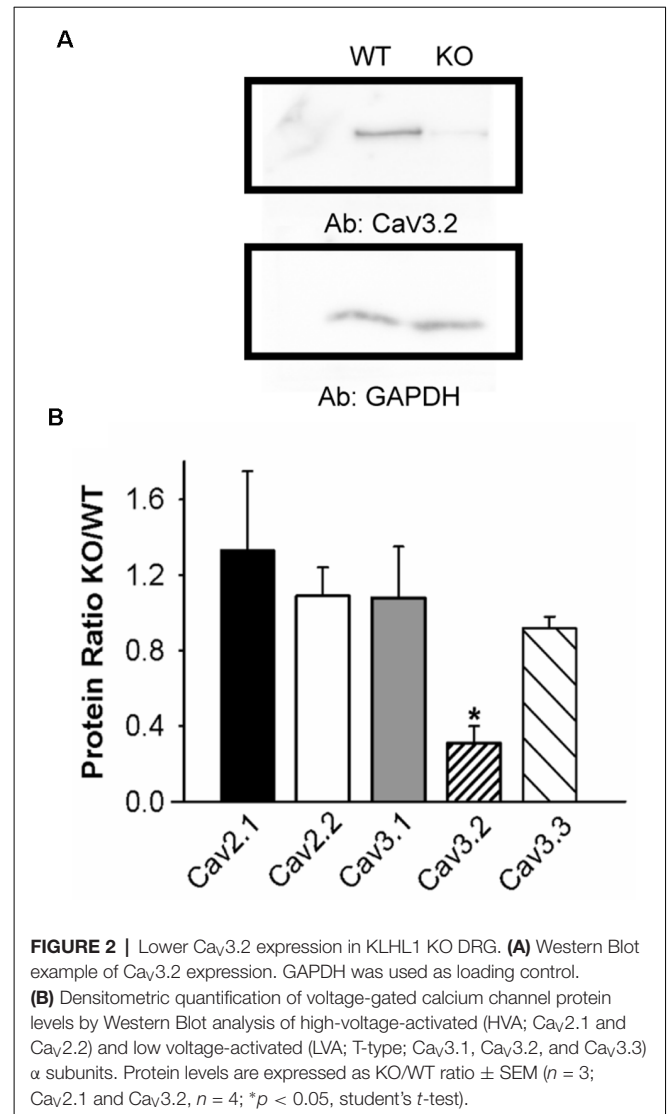 A
WT KO
Ab: CaV3.2
Ab: GAPDH
B
Protein Ratio KO/WT
1.6
1.2
0.8
0.4
0.0
*
Cav2.1 Cav2.2 Cav3.1 Cav3.2 Cav3.3
FIGURE 2 | Lower CaV3.2 expression in KLHL1 KO DRG. (A) Western Blot
example of CaV3.2 expression. GAPDH was used as loading control.
(B) Densitometric quantification of voltage-gated calcium channel protein
levels by Western Blot analysis of high-voltage-activated (HVA; CaV2.1 and
CaV2.2) and low voltage-activated (LVA; T-type; CaV3.1, CaV3.2, and CaV3.3)
α subunits. Protein levels are expressed as KO/WT ratio ± SEM (n = 3;
CaV2.1 and CaV3.2, n = 4; *p < 0.05, student's t-test).